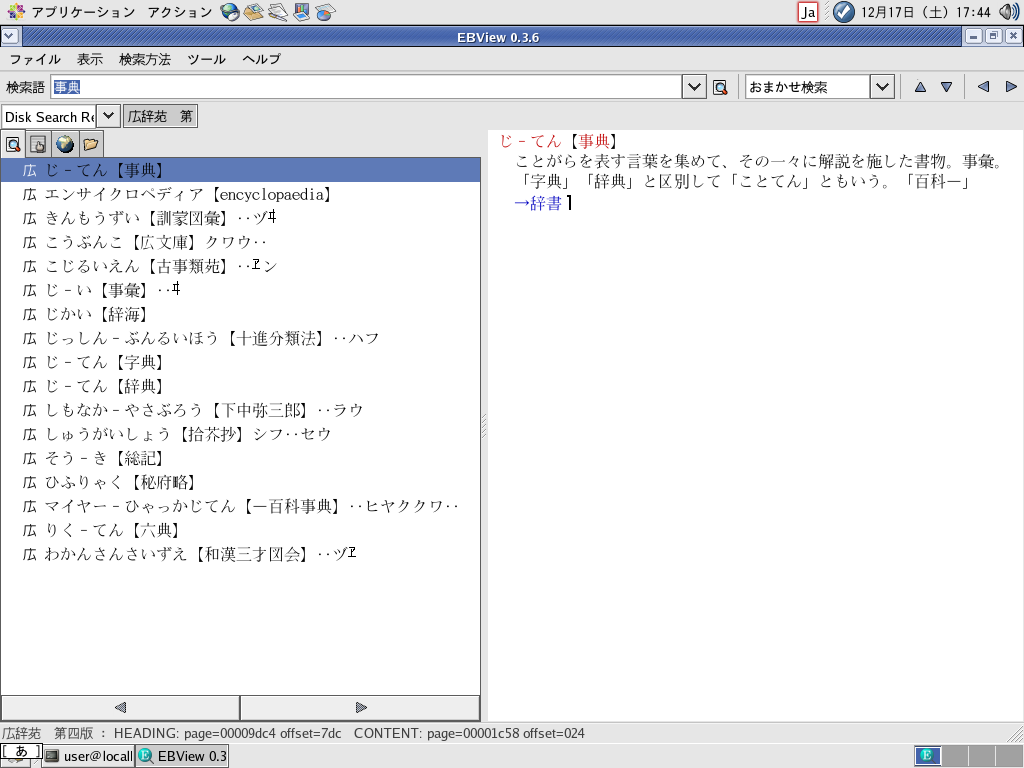 アプリケーション アクション Ja 12月17日（土）17:44
EBView 0.3.6
ファイル 表示 検索方法 ツール ヘルプ
検索語 事典 おまかせ検索
Disk Search Re 広辞苑 第
広 じ‐てん【事典】
広 エンサイクロペディア【encyclopaedia】
広 きんもうずい【訓蒙図彙】‥ヅヰ
広 こうぶんこ【広文庫】クワウ‥
広 こじるいえん【古事類苑】‥ヱン
広 じ‐い【事彙】‥ヰ
広 じかい【辞海】
広 じっしん‐ぶんるいほう【十進分類法】‥ハフ
広 じ‐てん【字典】
広 じ‐てん【辞典】
広 しもなか‐やさぶろう【下中弥三郎】‥ラウ
広 しゅうがいしょう【拾芥抄】シフ‥セウ
広 そう‐き【総記】
広 ひふりゃく【秘府略】
広 マイヤー‐ひゃっかじてん【―百科事典】‥ヒヤククワ‥
広 りく‐てん【六典】
広 わかんさんさいずえ【和漢三才図会】‥ヅヱ
じ‐てん【事典】
ことがらを表す言葉を集めて、その一々に解説を施した書物。事彙。
「字典」「辞典」と区別して「ことてん」ともいう。「百科―」
→辞書
広辞苑 第四版 : HEADING: page=00009dc4 offset=7dc CONTENT: page=00001c58 offset=024
[ あ ] user@locall EBView 0.3